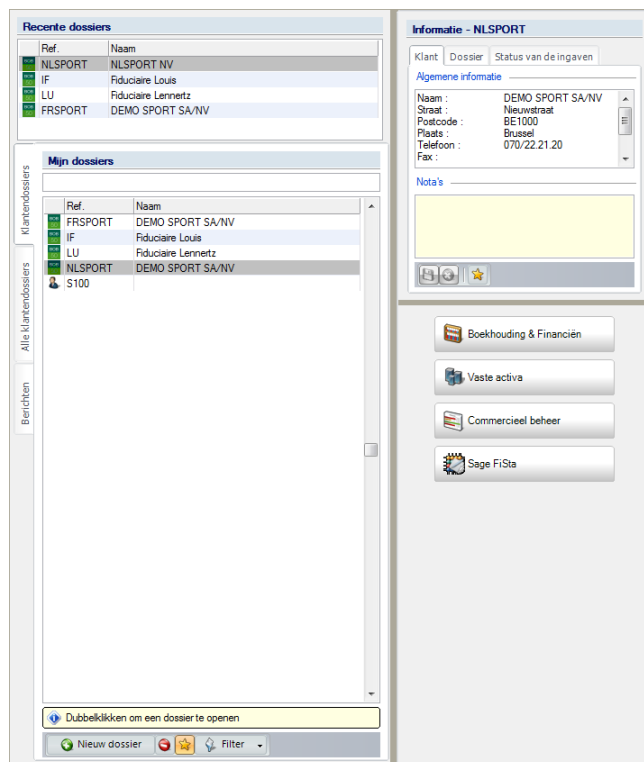 Recente dossiers
Ref. Naam
NLSPORT NLSPORT NV
IF Fiduciaire Louis
LU Fiduciaire Lennertz
FRSPORT DEMO SPORT SA/NV
Klantendossiers
Alle klantendossiers
Berichten
Mijn dossiers
Ref. Naam
FRSPORT DEMO SPORT SA/NV
IF Fiduciaire Louis
LU Fiduciaire Lennertz
NLSPORT DEMO SPORT SA/NV
S100
Dubbelklikken om een dossier te openen
Nieuw dossier Filter
Informatie - NLSPORT
Klant Dossier Status van de ingaven
Algemene informatie
Naam : DEMO SPORT SA/NV
Straat : Nieuwstraat
Postcode : BE1000
Plaats : Brussel
Telefoon : 070/22.21.20
Fax :
Nota's
Boekhouding & Financiën
Vaste activa
Commercieel beheer
Sage FiSta